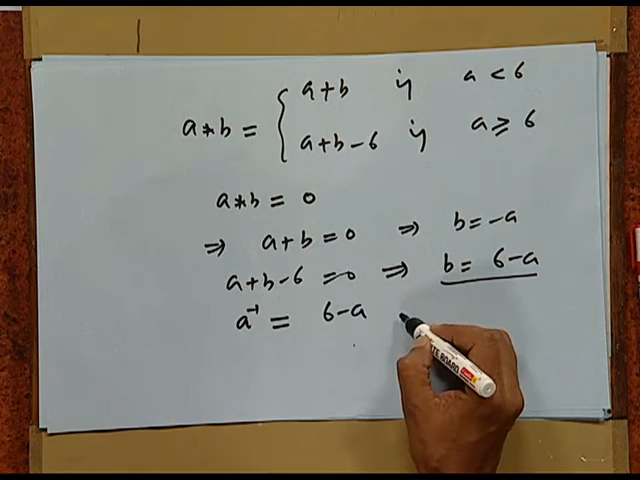 a * b = { a + b if a < 6
a + b - 6 if a ≥ 6
a * b = 0
⇒ a + b = 0 ⇒ b = -a
a + b - 6 = 0 ⇒ b = 6 - a
a⁻¹ = 6 - a